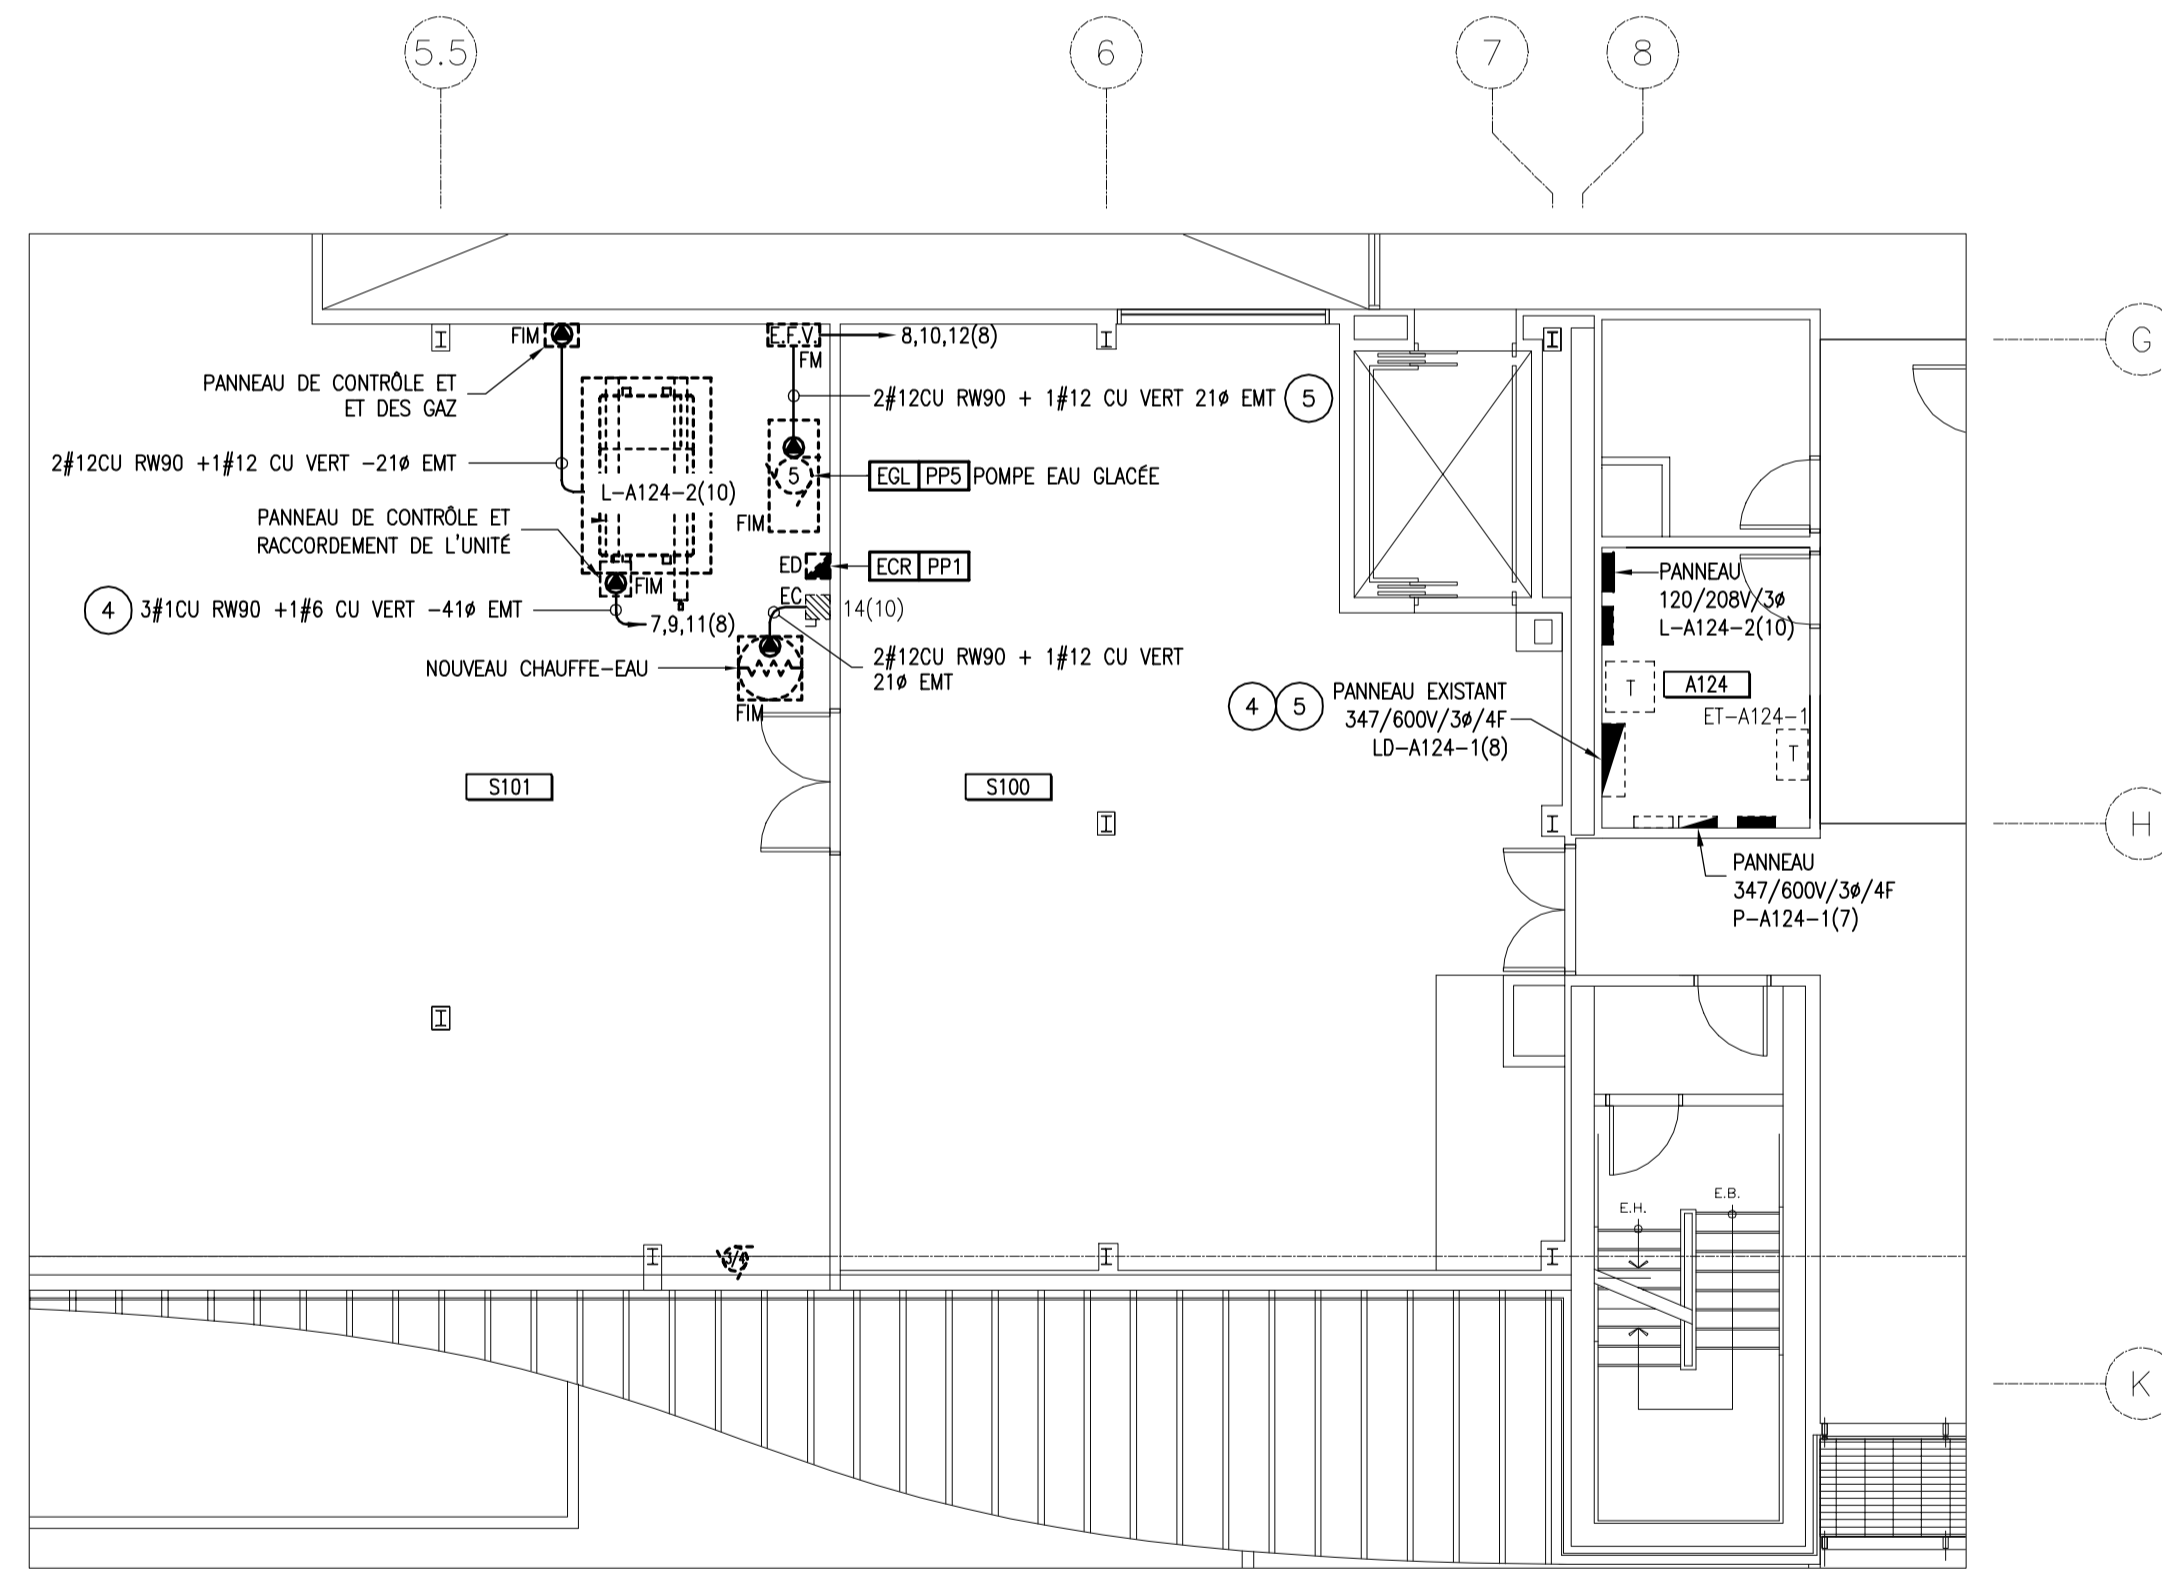 5.5
6
7
8
G
FIM
E.F.V.
8,10,12(8)
FM
PANNEAU DE CONTRÔLE ET
ET DES GAZ
2#12CU RW90 + 1#12 CU VERT 21ø EMT
5
2#12CU RW90 +1#12 CU VERT -21ø EMT
L-A124-2(10)
5
EGL PP5 POMPE EAU GLACÉE
FIM
PANNEAU DE CONTRÔLE ET
RACCORDEMENT DE L'UNITÉ
ED
ECR PP1
FIM
EC
14(10)
4
3#1CU RW90 +1#6 CU VERT -41ø EMT
7,9,11(8)
NOUVEAU CHAUFFE-EAU
FIM
2#12CU RW90 + 1#12 CU VERT
21ø EMT
PANNEAU
120/208V/3ø
L-A124-2(10)
T
A124
ET-A124-1
T
4
5
PANNEAU EXISTANT
347/600V/3ø/4F
LD-A124-1(8)
S101
S100
H
PANNEAU
347/600V/3ø/4F
P-A124-1(7)
E.H.
E.B.
3/4
K